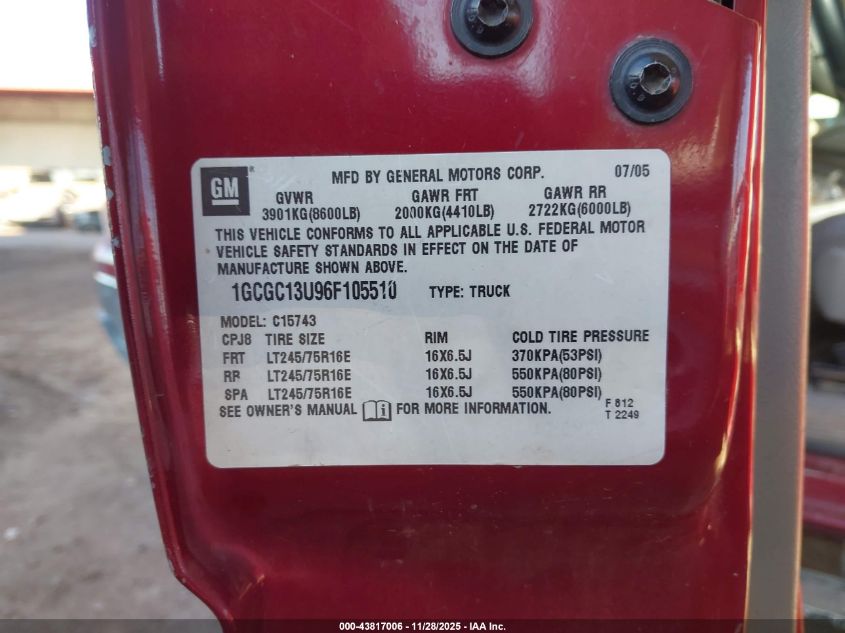 GM
MFD BY GENERAL MOTORS CORP. 07/05
GVWR GAWR FRT GAWR RR
3901KG(8600LB) 2000KG(4410LB) 2722KG(6000LB)
THIS VEHICLE CONFORMS TO ALL APPLICABLE U.S. FEDERAL MOTOR
VEHICLE SAFETY STANDARDS IN EFFECT ON THE DATE OF
MANUFACTURE SHOWN ABOVE.
1GCGC13U96F105510 TYPE: TRUCK
MODEL: C15743
CPJ8 TIRE SIZE RIM COLD TIRE PRESSURE
FRT LT245/75R16E 16X6.5J 370KPA(53PSI)
RR LT245/75R16E 16X6.5J 550KPA(80PSI)
SPA LT245/75R16E 16X6.5J 550KPA(80PSI)
SEE OWNER'S MANUAL FOR MORE INFORMATION.
F 812
T 2249
000-43817006 - 11/28/2025 - IAA Inc.